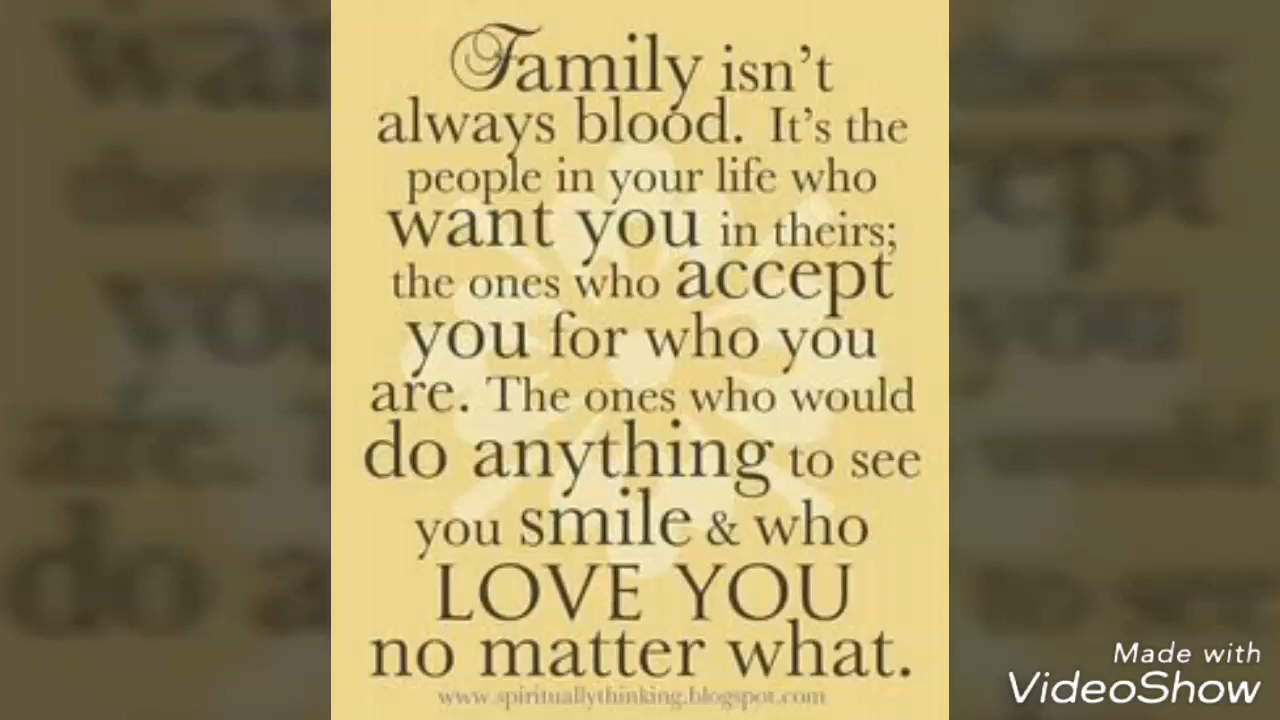 Family isn't
always blood. It's the
people in your life who
want you in theirs;
the ones who accept
you for who you
are. The ones who would
do anything to see
you smile & who
LOVE YOU
no matter what.
www.spirituallythinking.blogspot.com
Made with
VideoShow